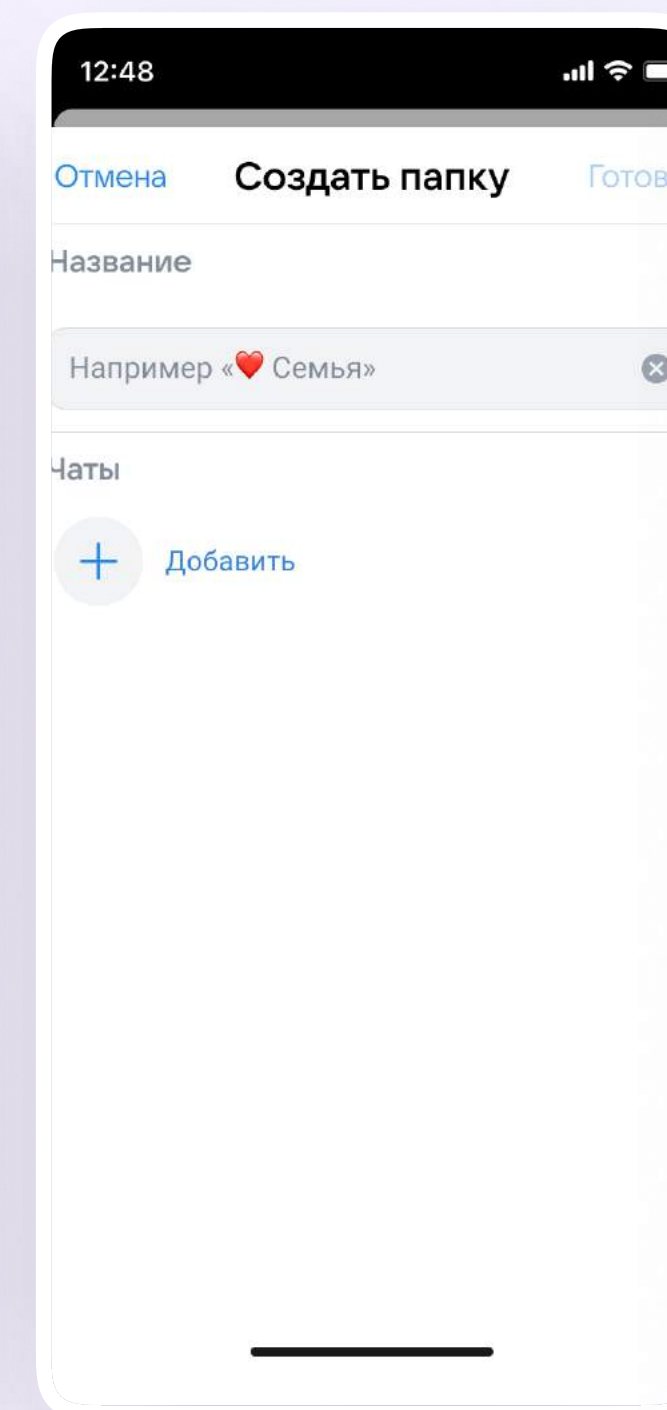 12:48
Отмена Создать папку Готов
Название
Например «❤️ Семья»
Чаты
Добавить